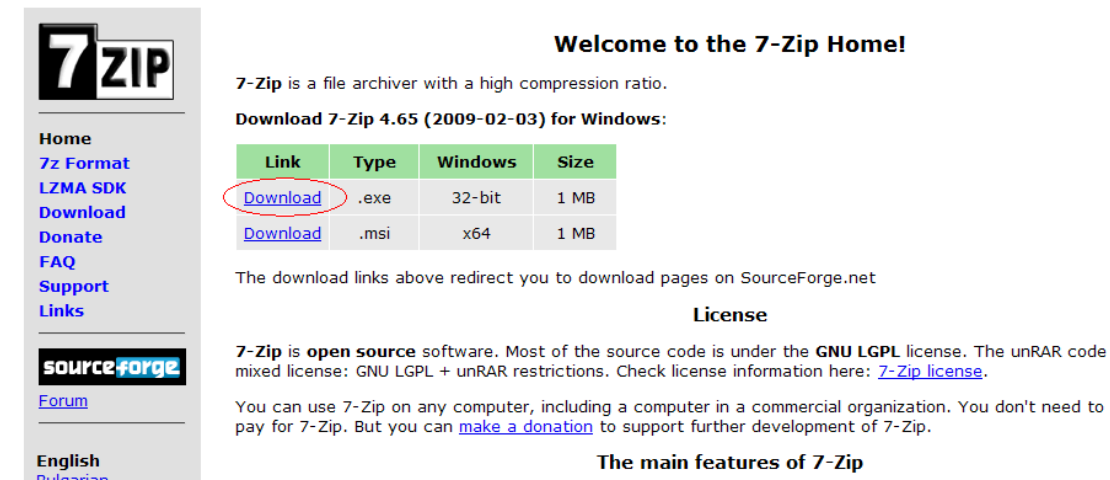 7 ZIP
Home
7z Format
LZMA SDK
Download
Donate
FAQ
Support
Links
sourceforge
Forum
English
Bulgarian
Welcome to the 7-Zip Home!
7-Zip is a file archiver with a high compression ratio.
Download 7-Zip 4.65 (2009-02-03) for Windows:
Link Type Windows Size
Download .exe 32-bit 1 MB
Download .msi x64 1 MB
The download links above redirect you to download pages on SourceForge.net
License
7-Zip is open source software. Most of the source code is under the GNU LGPL license. The unRAR code
mixed license: GNU LGPL + unRAR restrictions. Check license information here: 7-Zip license.
You can use 7-Zip on any computer, including a computer in a commercial organization. You don't need to
pay for 7-Zip. But you can make a donation to support further development of 7-Zip.
The main features of 7-Zip